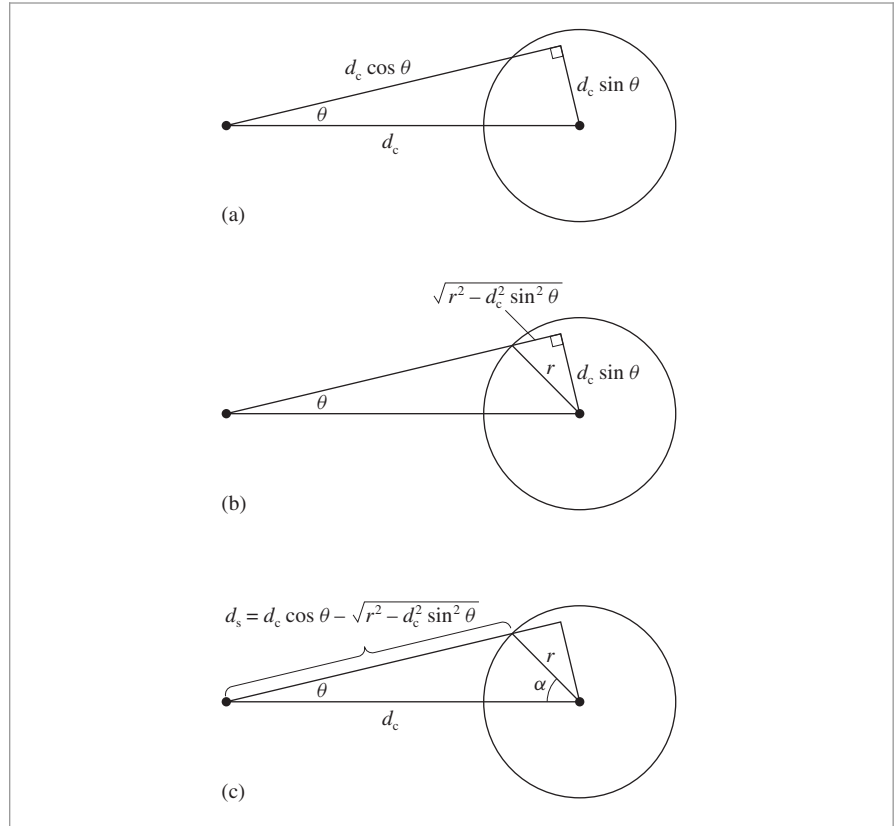 d_c cos θ
d_c sin θ
θ
d_c
(a)
√(r² – d_c² sin² θ)
r
d_c sin θ
θ
(b)
d_s = d_c cos θ – √(r² – d_c² sin² θ)
r
α
θ
d_c
(c)